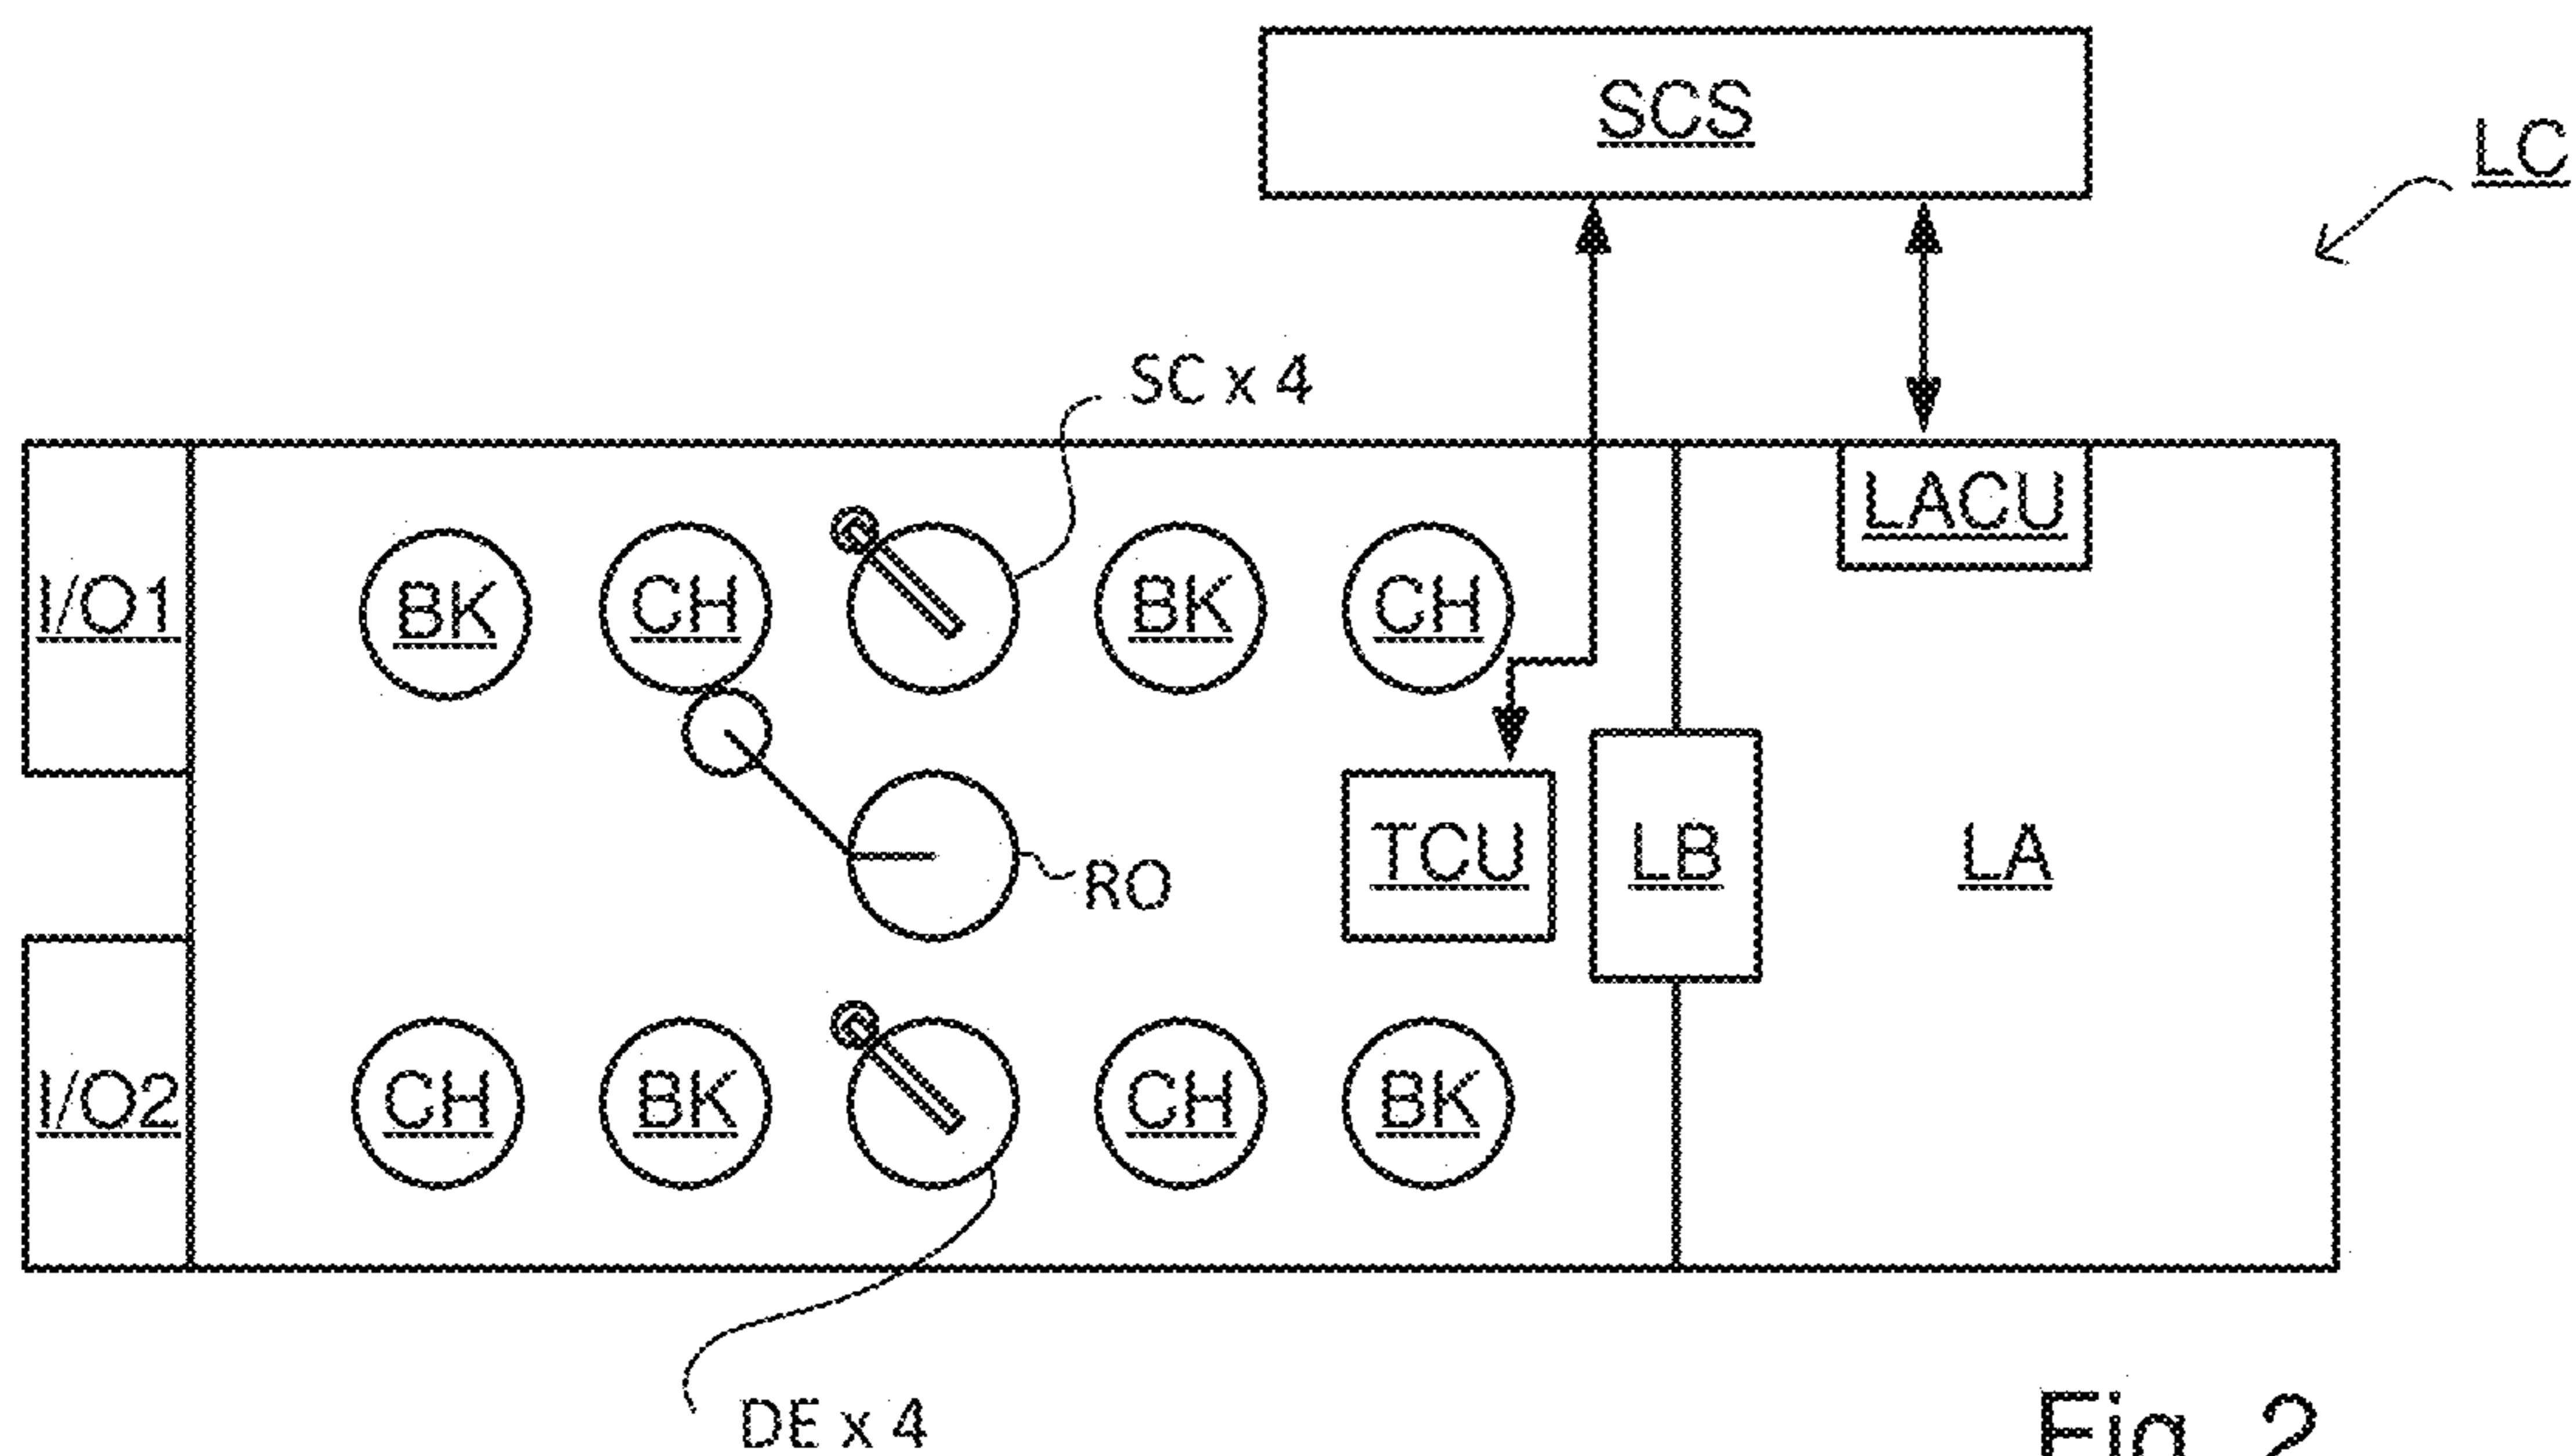 SCS
LC
SC x 4
LACU
I/O1
BK
CH
BK
CH
TCU
LB
LA
RO
I/O2
CH
BK
CH
BK
DE x 4
Fig. 2